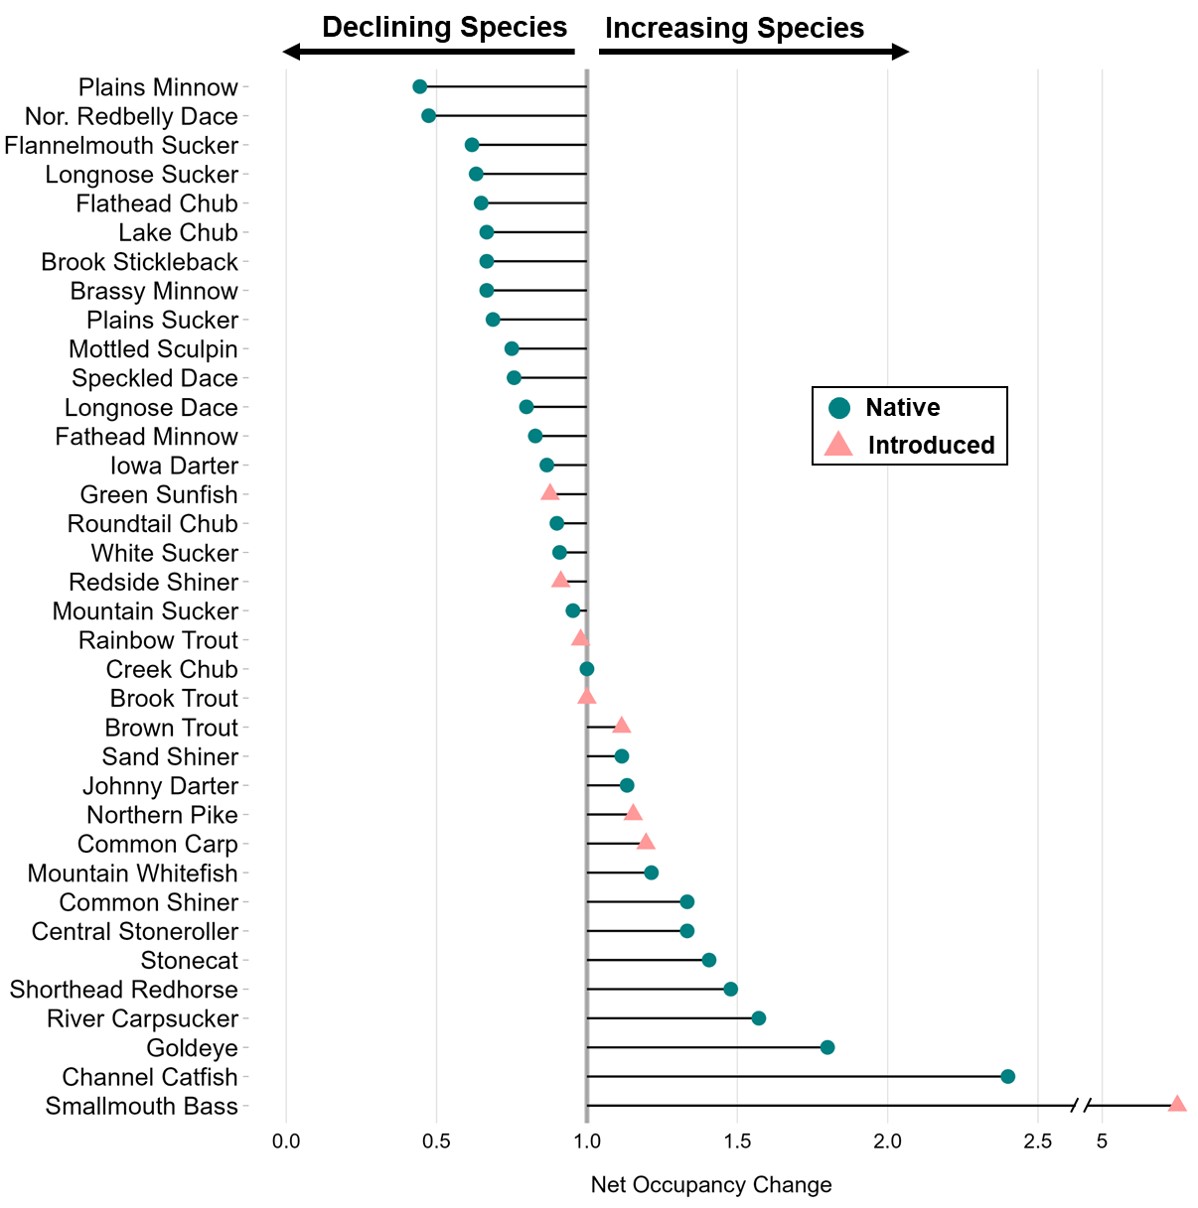 Declining Species
Increasing Species
Plains Minnow
Nor. Redbelly Dace
Flannelmouth Sucker
Longnose Sucker
Flathead Chub
Lake Chub
Brook Stickleback
Brassy Minnow
Plains Sucker
Mottled Sculpin
Speckled Dace
Longnose Dace
Fathead Minnow
Iowa Darter
Green Sunfish
Roundtail Chub
White Sucker
Redside Shiner
Mountain Sucker
Rainbow Trout
Creek Chub
Brook Trout
Brown Trout
Sand Shiner
Johnny Darter
Northern Pike
Common Carp
Mountain Whitefish
Common Shiner
Central Stoneroller
Stonecat
Shorthead Redhorse
River Carpsucker
Goldeye
Channel Catfish
Smallmouth Bass
Native
Introduced
0.0 0.5 1.0 1.5 2.0 2.5 5
Net Occupancy Change